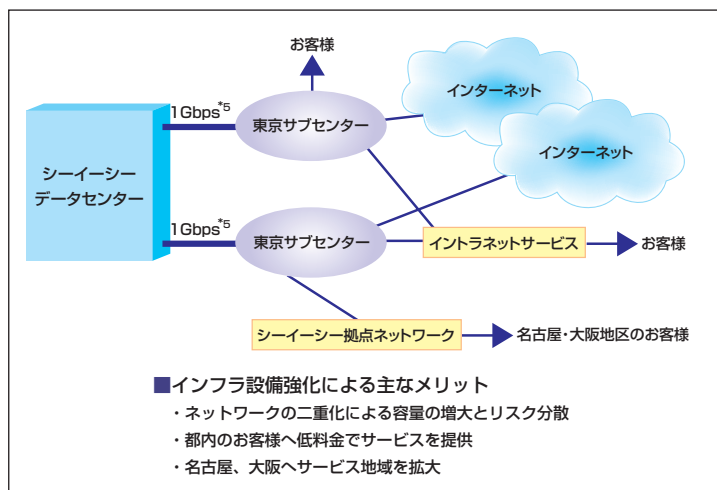 お客様
インターネット
1Gbps*5
東京サブセンター
インターネット
シーイーシー
データセンター
1Gbps*5
東京サブセンター
イントラネットサービス
お客様
シーイーシー拠点ネットワーク
名古屋・大阪地区のお客様
■インフラ設備強化による主なメリット
・ネットワークの二重化による容量の増大とリスク分散
・都内のお客様へ低料金でサービスを提供
・名古屋、大阪へサービス地域を拡大